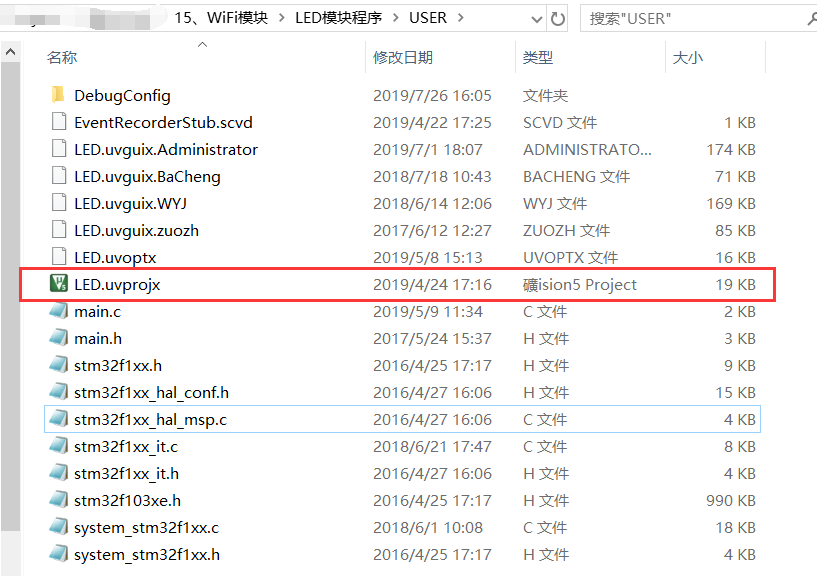 15、WiFi模块 > LED模块程序 > USER >
搜索"USER"
名称 修改日期 类型 大小
DebugConfig 2019/7/26 16:05 文件夹
EventRecorderStub.scvd 2019/4/22 17:25 SCVD 文件 1 KB
LED.uvguix.Administrator 2019/7/1 18:07 ADMINISTRATO... 174 KB
LED.uvguix.BaCheng 2018/7/18 10:43 BACHENG 文件 71 KB
LED.uvguix.WYJ 2018/6/14 12:06 WYJ 文件 169 KB
LED.uvguix.zuozh 2017/6/12 12:27 ZUOZH 文件 85 KB
LED.uvoptx 2019/5/8 15:13 UVOPTX 文件 16 KB
LED.uvprojx 2019/4/24 17:16 礦ision5 Project 19 KB
main.c 2019/5/9 11:34 C 文件 2 KB
main.h 2017/5/24 15:37 H 文件 3 KB
stm32f1xx.h 2016/4/25 17:17 H 文件 9 KB
stm32f1xx_hal_conf.h 2016/4/27 16:06 H 文件 15 KB
stm32f1xx_hal_msp.c 2016/4/27 16:06 C 文件 4 KB
stm32f1xx_it.c 2018/6/21 17:47 C 文件 8 KB
stm32f1xx_it.h 2016/4/27 16:06 H 文件 4 KB
stm32f103xe.h 2016/4/25 17:17 H 文件 990 KB
system_stm32f1xx.c 2018/6/1 10:08 C 文件 18 KB
system_stm32f1xx.h 2016/4/25 17:17 H 文件 4 KB